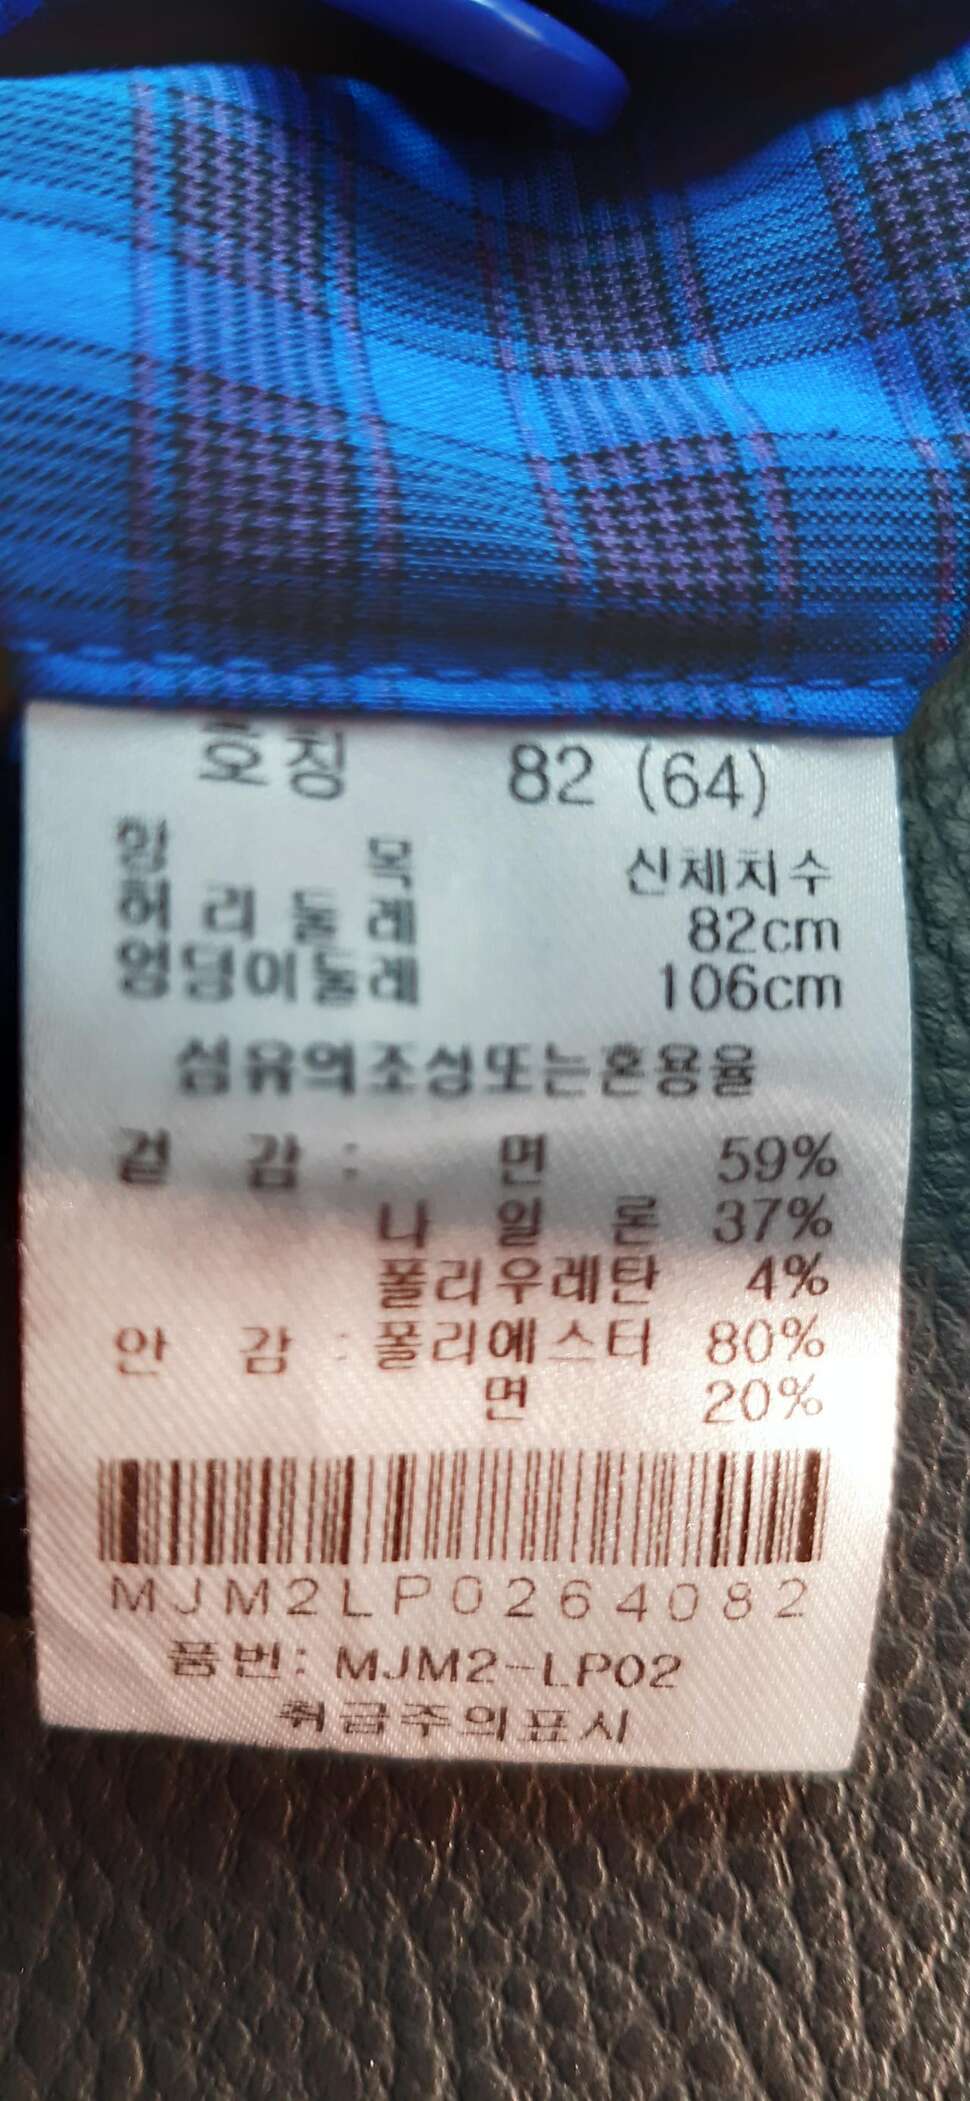 호칭 82 (64)
항 목 신체치수
허 리 둘 레 82cm
엉덩이둘레 106cm
섬유의조성또는혼용율
겉 감 : 면 59%
나 일 론 37%
폴리우레탄 4%
안 감 : 폴리에스터 80%
면 20%
MJM2LP0264082
품번: MJM2-LP02
취급주의표시